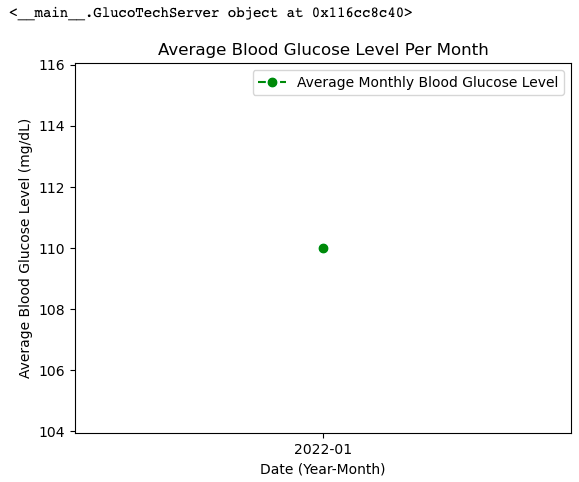 <__main__.GlucoTechServer object at 0x116cc8c40>
Average Blood Glucose Level Per Month
Average Monthly Blood Glucose Level
Average Blood Glucose Level (mg/dL)
116
114
112
110
108
106
104
2022-01
Date (Year-Month)